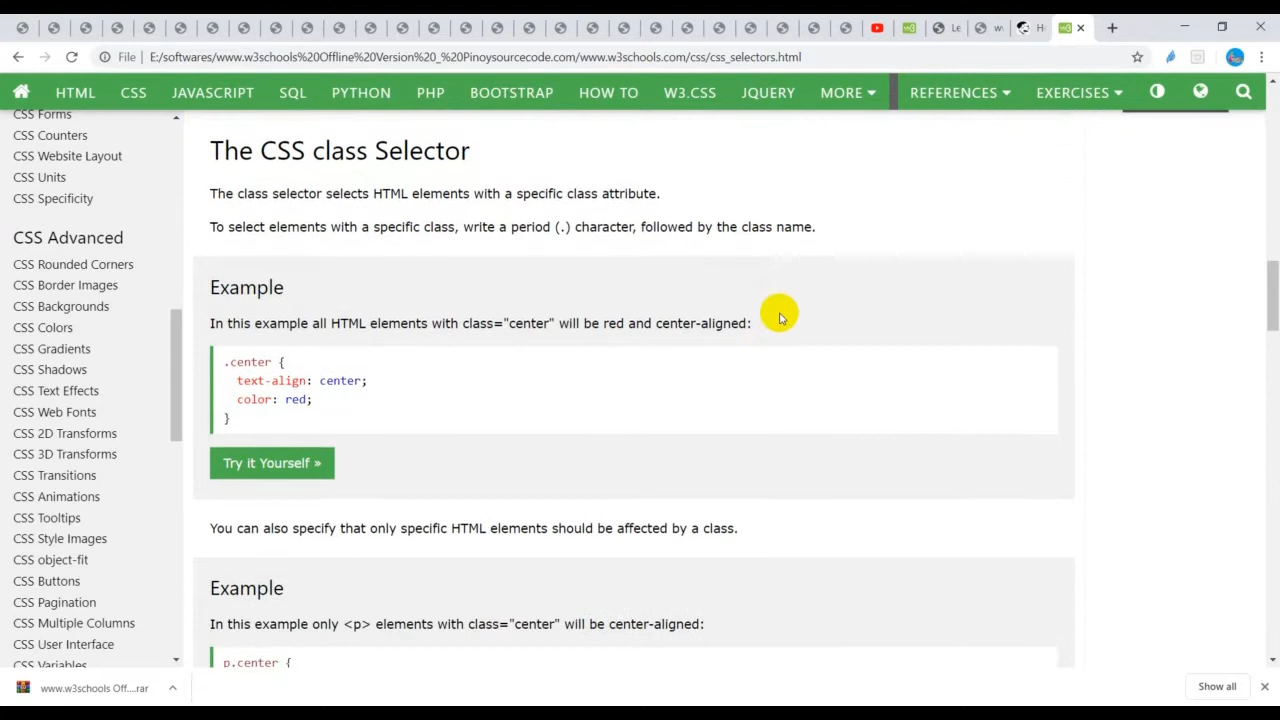 Le
w
H
File
E:/softwares/www.w3schools%20Offline%20Version%20_%20Pinoysourcecode.com/www.w3schools.com/css/css_selectors.html
HTML CSS JAVASCRIPT SQL PYTHON PHP BOOTSTRAP HOW TO W3.CSS JQUERY MORE REFERENCES EXERCISES
CSS Forms
CSS Counters
CSS Website Layout
CSS Units
CSS Specificity
CSS Advanced
CSS Rounded Corners
CSS Border Images
CSS Backgrounds
CSS Colors
CSS Gradients
CSS Shadows
CSS Text Effects
CSS Web Fonts
CSS 2D Transforms
CSS 3D Transforms
CSS Transitions
CSS Animations
CSS Tooltips
CSS Style Images
CSS object-fit
CSS Buttons
CSS Pagination
CSS Multiple Columns
CSS User Interface
CSS Variables
The CSS class Selector
The class selector selects HTML elements with a specific class attribute.
To select elements with a specific class, write a period (.) character, followed by the class name.
Example
In this example all HTML elements with class="center" will be red and center-aligned:
.center {
text-align: center;
color: red;
}
Try it Yourself »
You can also specify that only specific HTML elements should be affected by a class.
Example
In this example only <p> elements with class="center" will be center-aligned:
p.center {
www.w3schools Off....rar
Show all